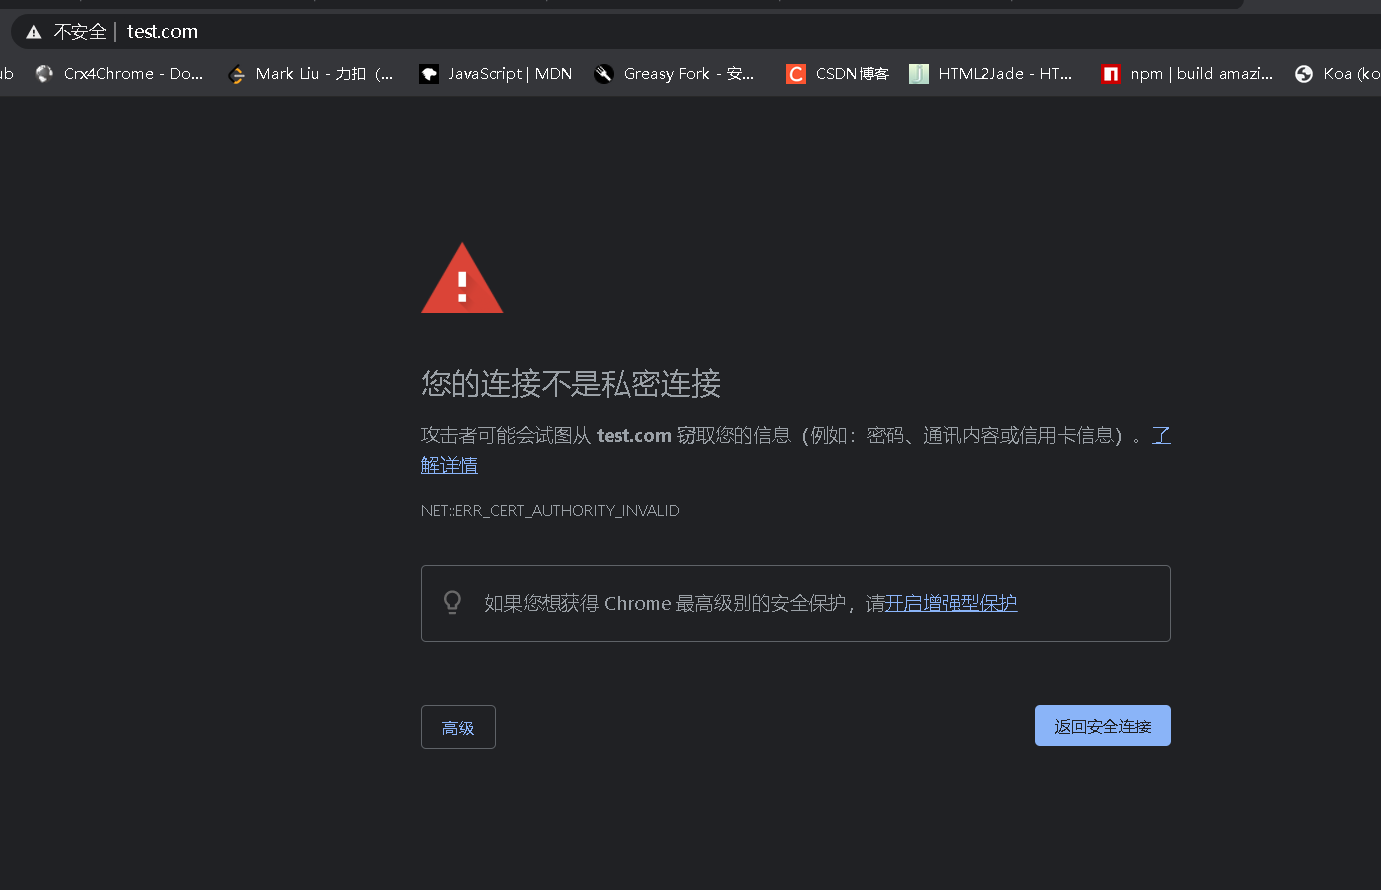 不安全 | test.com
ub Crx4Chrome - Do... Mark Liu - 力扣（... JavaScript | MDN Greasy Fork - 安... CSDN博客 HTML2Jade - HT... npm | build amazi... Koa (ko
您的连接不是私密连接
攻击者可能会试图从 test.com 窃取您的信息（例如：密码、通讯内容或信用卡信息）。了
解详情
NET::ERR_CERT_AUTHORITY_INVALID
如果您想获得 Chrome 最高级别的安全保护，请开启增强型保护
高级 返回安全连接